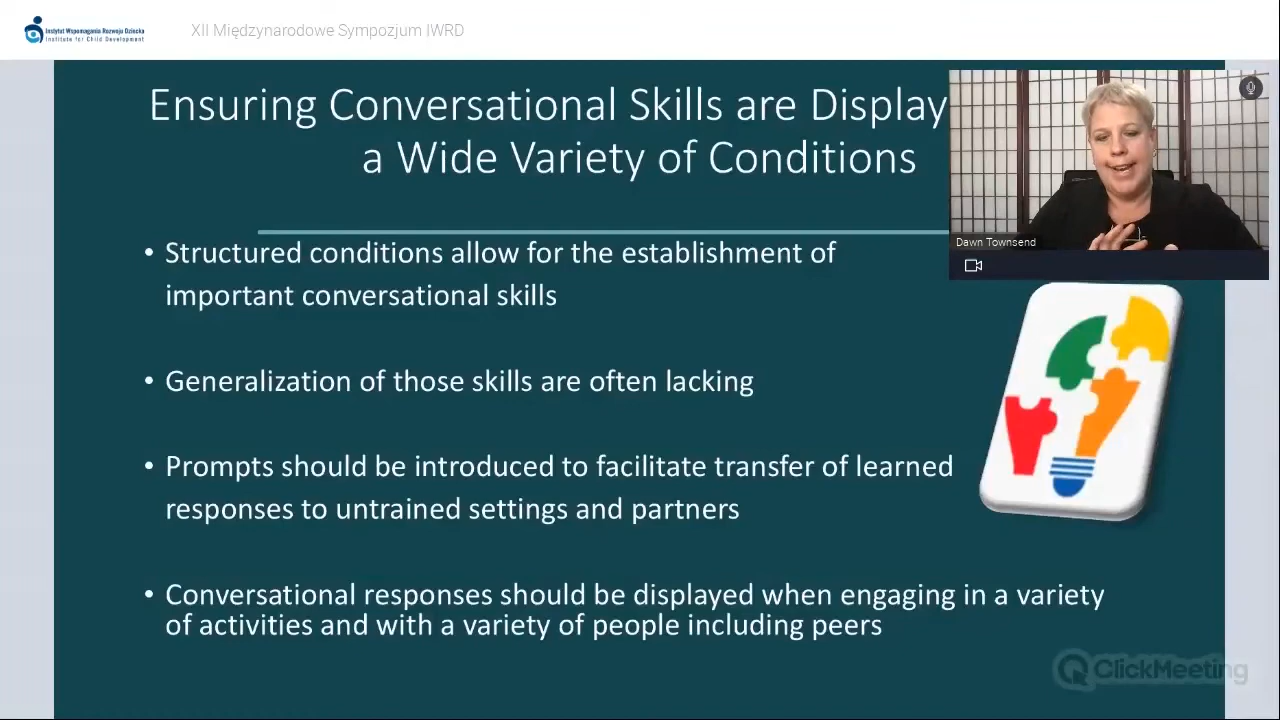 Instytut Wspomagania Rozwoju Dziecka
Institute for Child Development
XII Międzynarodowe Sympozjum IWRD
Ensuring Conversational Skills are Display
a Wide Variety of Conditions
Dawn Townsend
• Structured conditions allow for the establishment of
important conversational skills
• Generalization of those skills are often lacking
• Prompts should be introduced to facilitate transfer of learned
responses to untrained settings and partners
• Conversational responses should be displayed when engaging in a variety
of activities and with a variety of people including peers
ClickMeeting